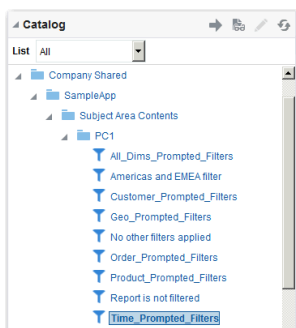 Catalog
List All
Company Shared
SampleApp
Subject Area Contents
PC1
All_Dims_Prompted_Filters
Americas and EMEA filter
Customer_Prompted_Filters
Geo_Prompted_Filters
No other filters applied
Order_Prompted_Filters
Product_Prompted_Filters
Report is not filtered
Time_Prompted_Filters